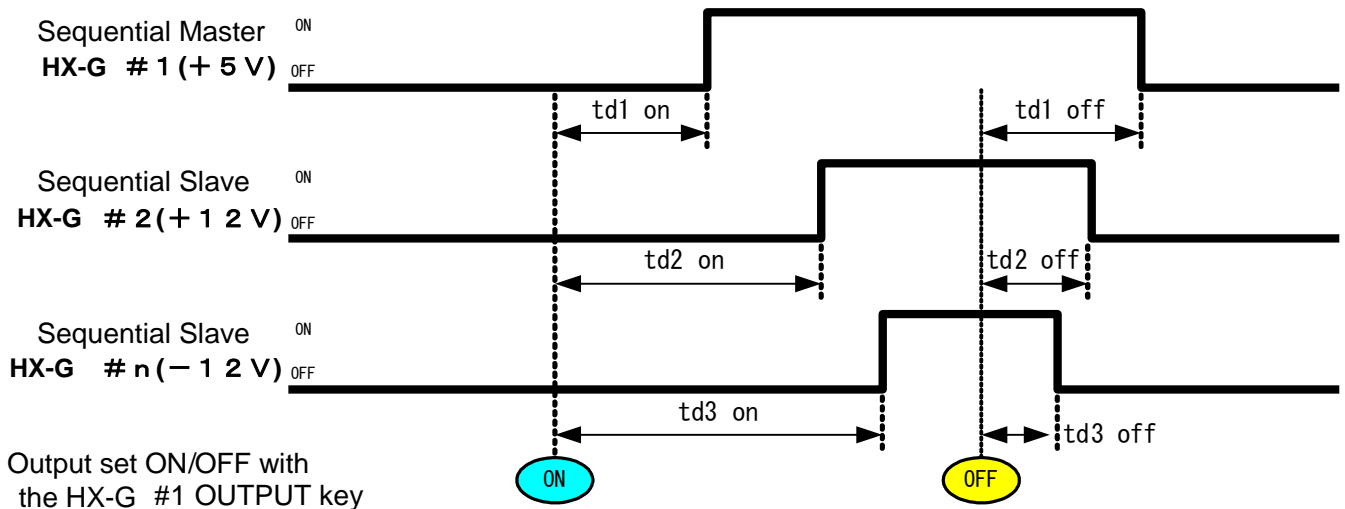 Sequential Master ON
HX-G ＃１(＋５Ｖ) OFF
td1 on
td1 off
Sequential Slave ON
HX-G ＃２(＋１２Ｖ) OFF
td2 on
td2 off
Sequential Slave ON
HX-G ＃ｎ(－１２Ｖ) OFF
td3 on
td3 off
Output set ON/OFF with
the HX-G #1 OUTPUT key
ON
OFF